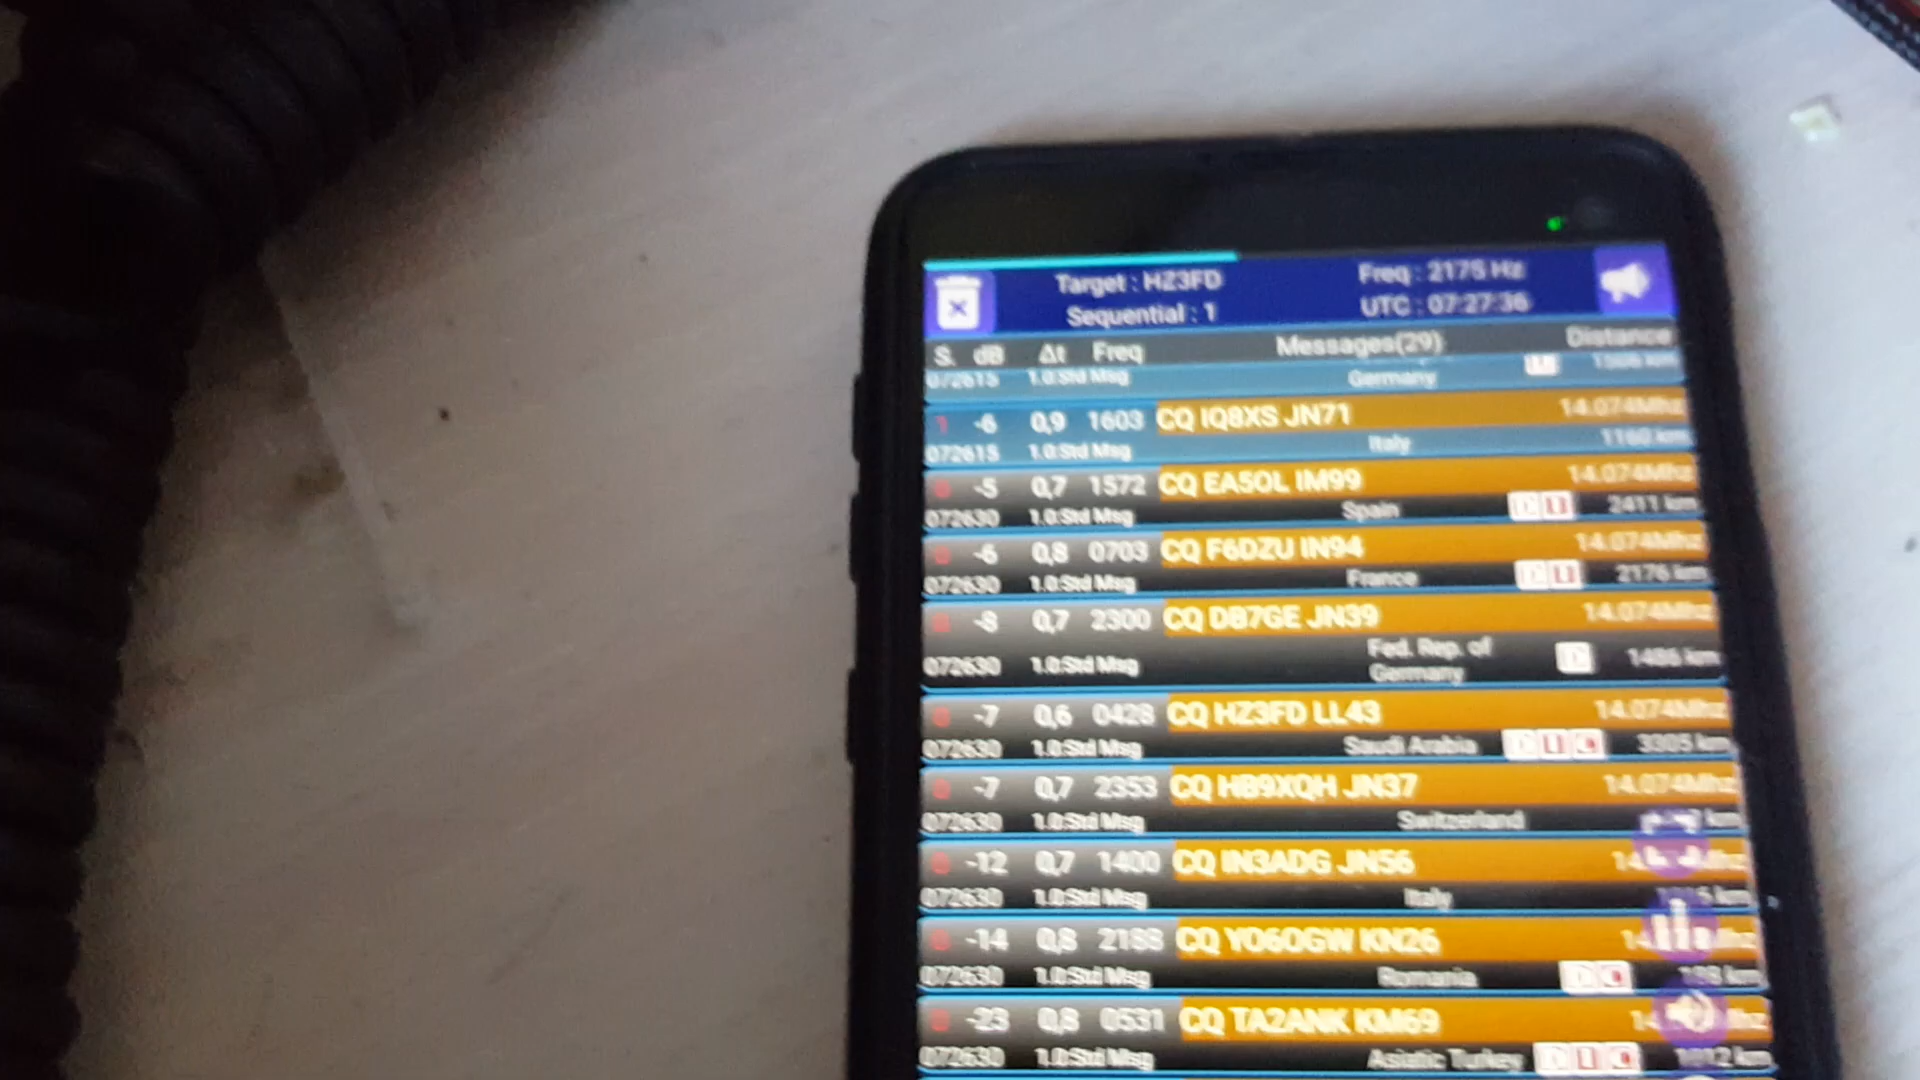 Target : HZ3FD Freq : 2175 Hz
Sequential : 1 UTC : 07:27:36
S. dB Δt Freq Messages(29) Distance
072615 1.0:Std Msg Germany
-6 0,9 1603 CQ IQ8XS JN71 14.074Mhz
072615 1.0:Std Msg Italy 1160 km
-5 0,7 1572 CQ EA5OL IM99 14.074Mhz
072630 1.0:Std Msg Spain 2411 km
-6 0,8 0703 CQ F6DZU IN94 14.074Mhz
072630 1.0:Std Msg France 2176 km
-8 0,7 2300 CQ DB7GE JN39 14.074Mhz
Fed. Rep. of
072630 1.0:Std Msg 1486 km
Germany
-7 0,6 0428 CQ HZ3FD LL43 14.074Mhz
072630 1.0:Std Msg Saudi Arabia 3305 km
-7 0,7 2353 CQ HB9XQH JN37 14.074Mhz
072630 1.0:Std Msg Switzerland km
-12 0,7 1400 CQ IN3ADG JN56
072630 1.0:Std Msg Italy km
-14 0,8 2188 CQ YO6OGW KN26
072630 1.0:Std Msg Romania km
-23 0,8 0531 CQ TA2ANK KM69
072630 1.0:Std Msg Asiatic Turkey km